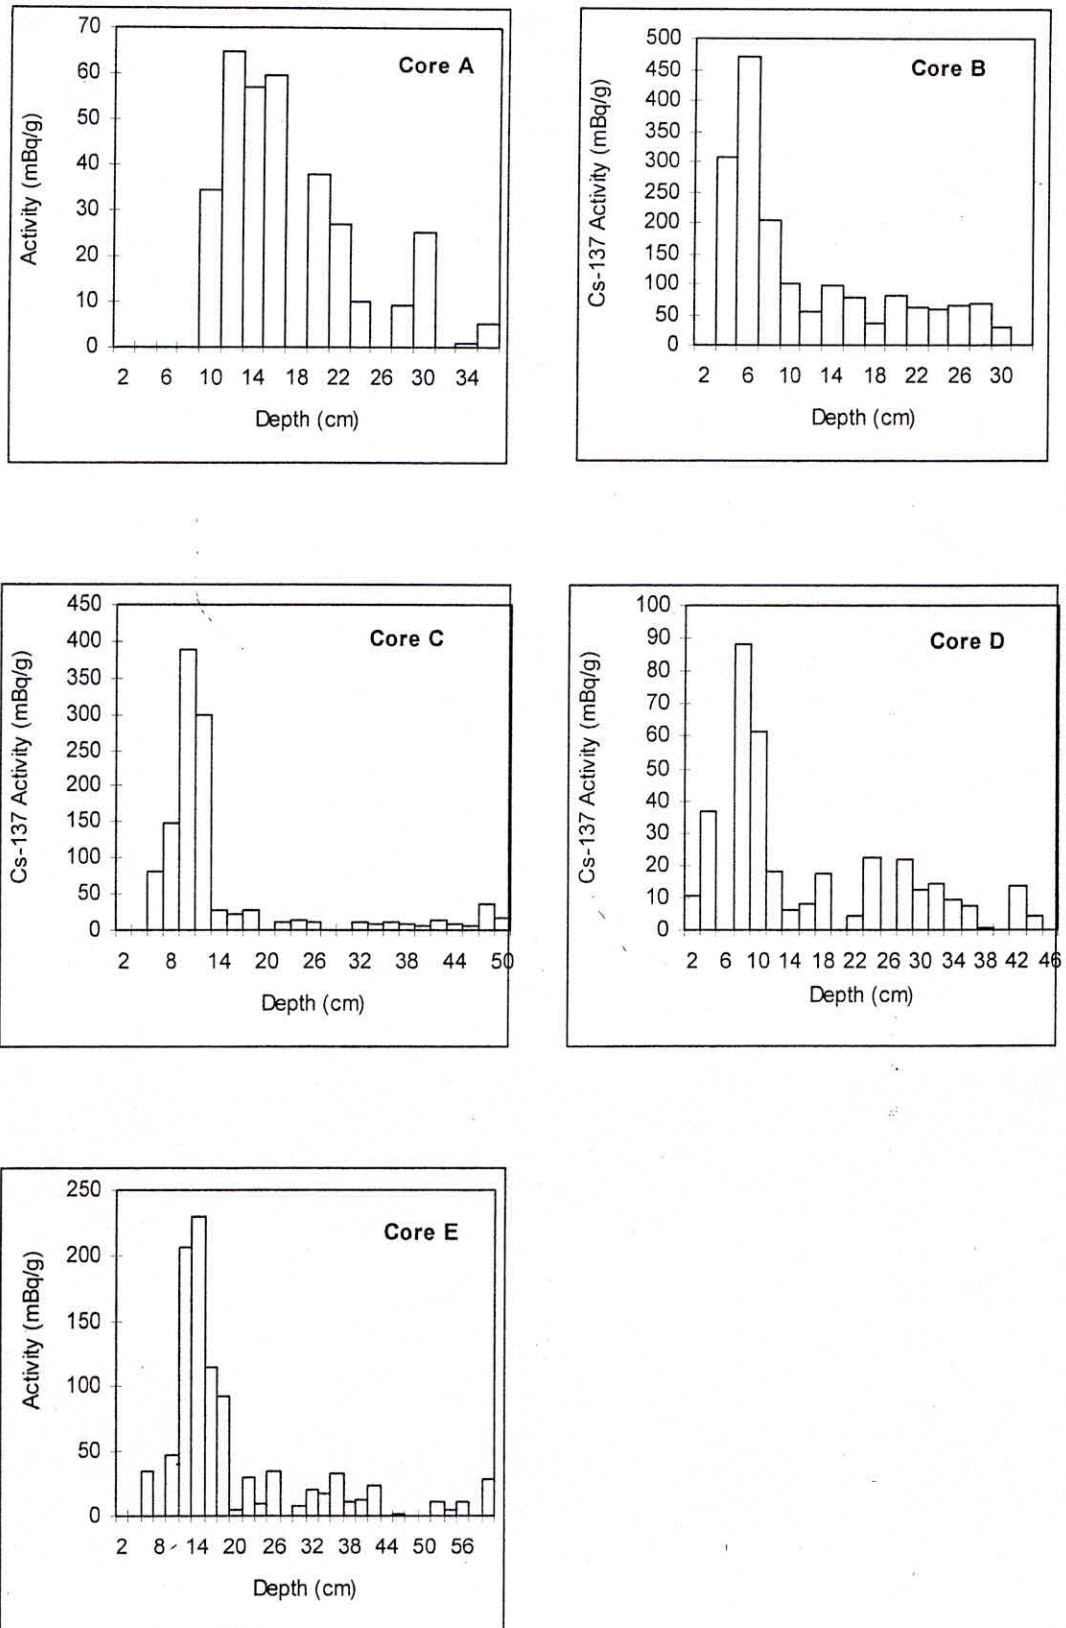 Core A
Activity (mBq/g)
70
60
50
40
30
20
10
0
2 6 10 14 18 22 26 30 34
Depth (cm)
Core B
Cs-137 Activity (mBq/g)
500
450
400
350
300
250
200
150
100
50
0
2 6 10 14 18 22 26 30
Depth (cm)
Core C
Cs-137 Activity (mBq/g)
450
400
350
300
250
200
150
100
50
0
2 8 14 20 26 32 38 44 50
Depth (cm)
Core D
Cs-137 Activity (mBq/g)
100
90
80
70
60
50
40
30
20
10
0
2 6 10 14 18 22 26 30 34 38 42 46
Depth (cm)
Core E
Activity (mBq/g)
250
200
150
100
50
0
2 8 14 20 26 32 38 44 50 56
Depth (cm)